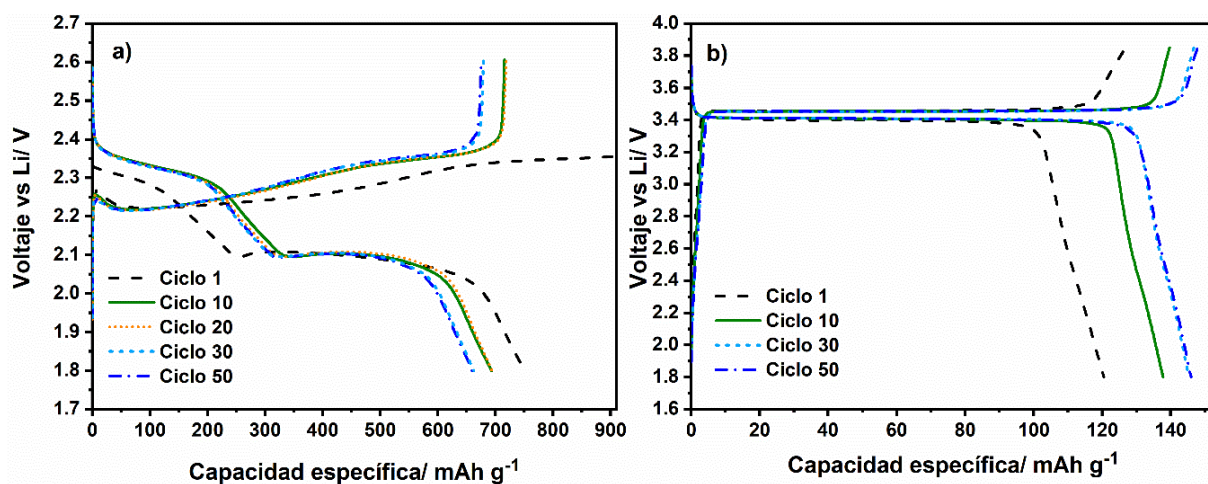 a)
2.7
2.6
2.5
2.4
2.3
2.2
2.1
2.0
1.9
1.8
1.7
Voltaje vs Li/ V
Ciclo 1
Ciclo 10
Ciclo 20
Ciclo 30
Ciclo 50
0 100 200 300 400 500 600 700 800 900
Capacidad específica/ mAh g⁻¹
b)
4.0
3.8
3.6
3.4
3.2
3.0
2.8
2.6
2.4
2.2
2.0
1.8
1.6
Voltaje vs Li/ V
Ciclo 1
Ciclo 10
Ciclo 30
Ciclo 50
0 20 40 60 80 100 120 140
Capacidad específica/ mAh g⁻¹